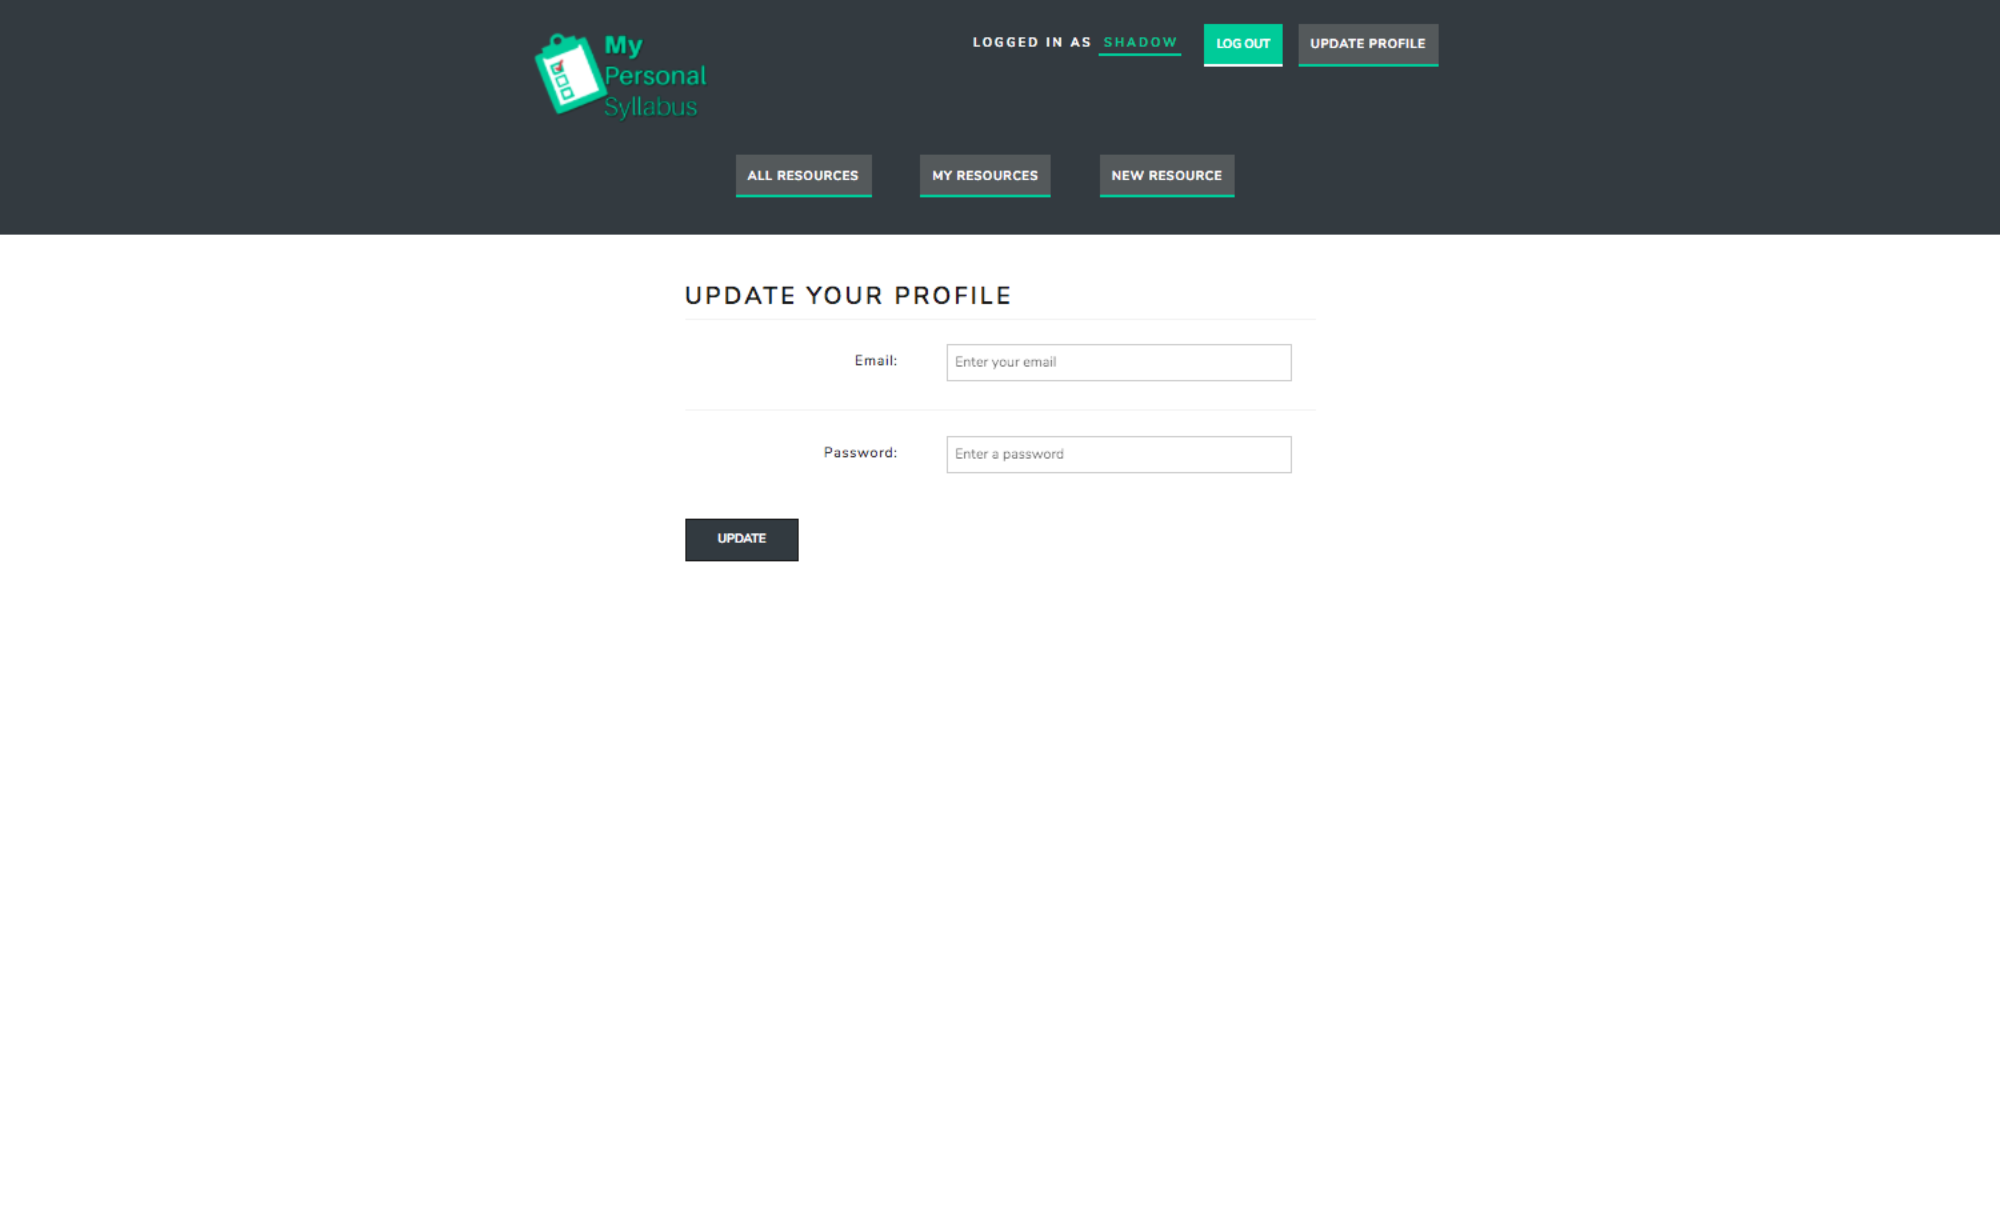 My
Personal
Syllabus
LOGGED IN AS SHADOW
LOG OUT
UPDATE PROFILE
ALL RESOURCES
MY RESOURCES
NEW RESOURCE
UPDATE YOUR PROFILE
Email:
Enter your email
Password:
Enter a password
UPDATE